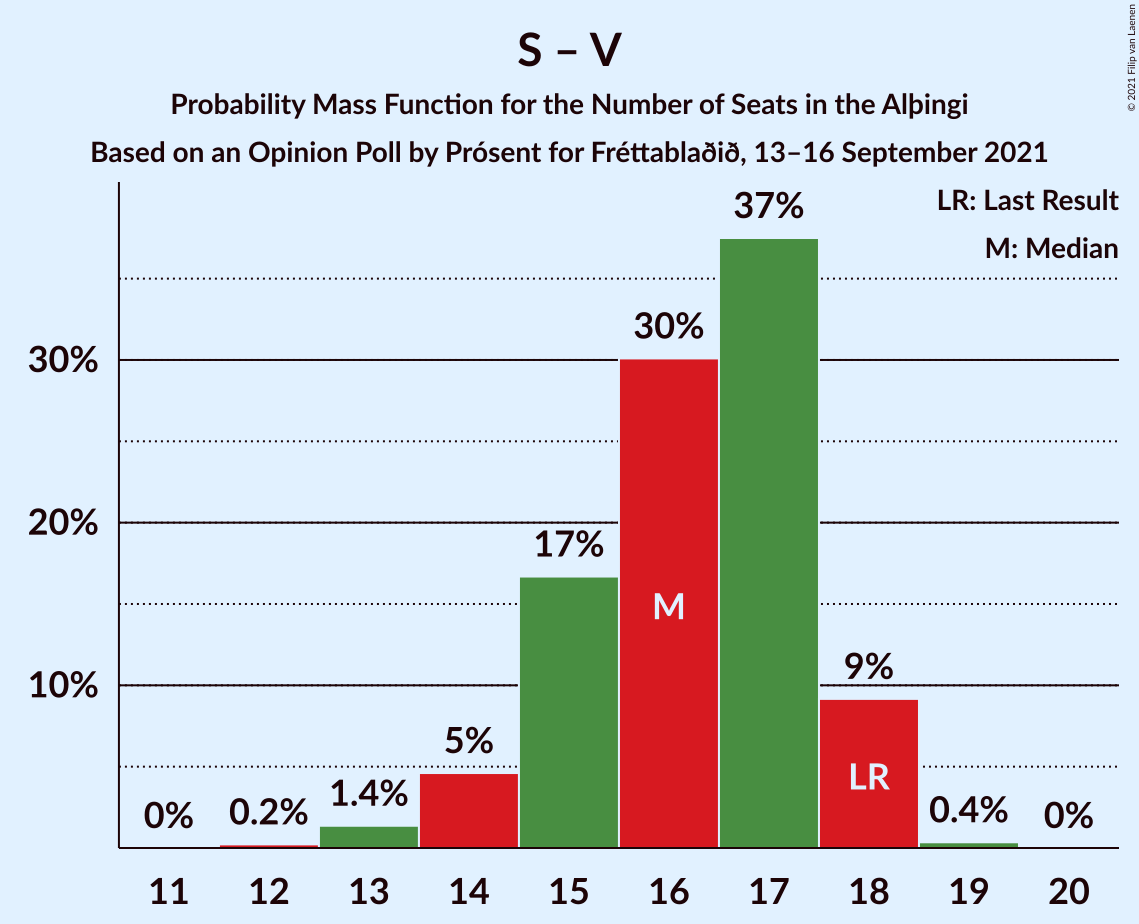 S – V
Probability Mass Function for the Number of Seats in the Alþingi
Based on an Opinion Poll by Prósent for Fréttablaðið, 13–16 September 2021
© 2021 Filip van Laenen
LR: Last Result
M: Median
37%
30%
30%
20%
17%
M
10%
9%
5%
LR
1.4%
0%
0.2%
0.4%
0%
11 12 13 14 15 16 17 18 19 20